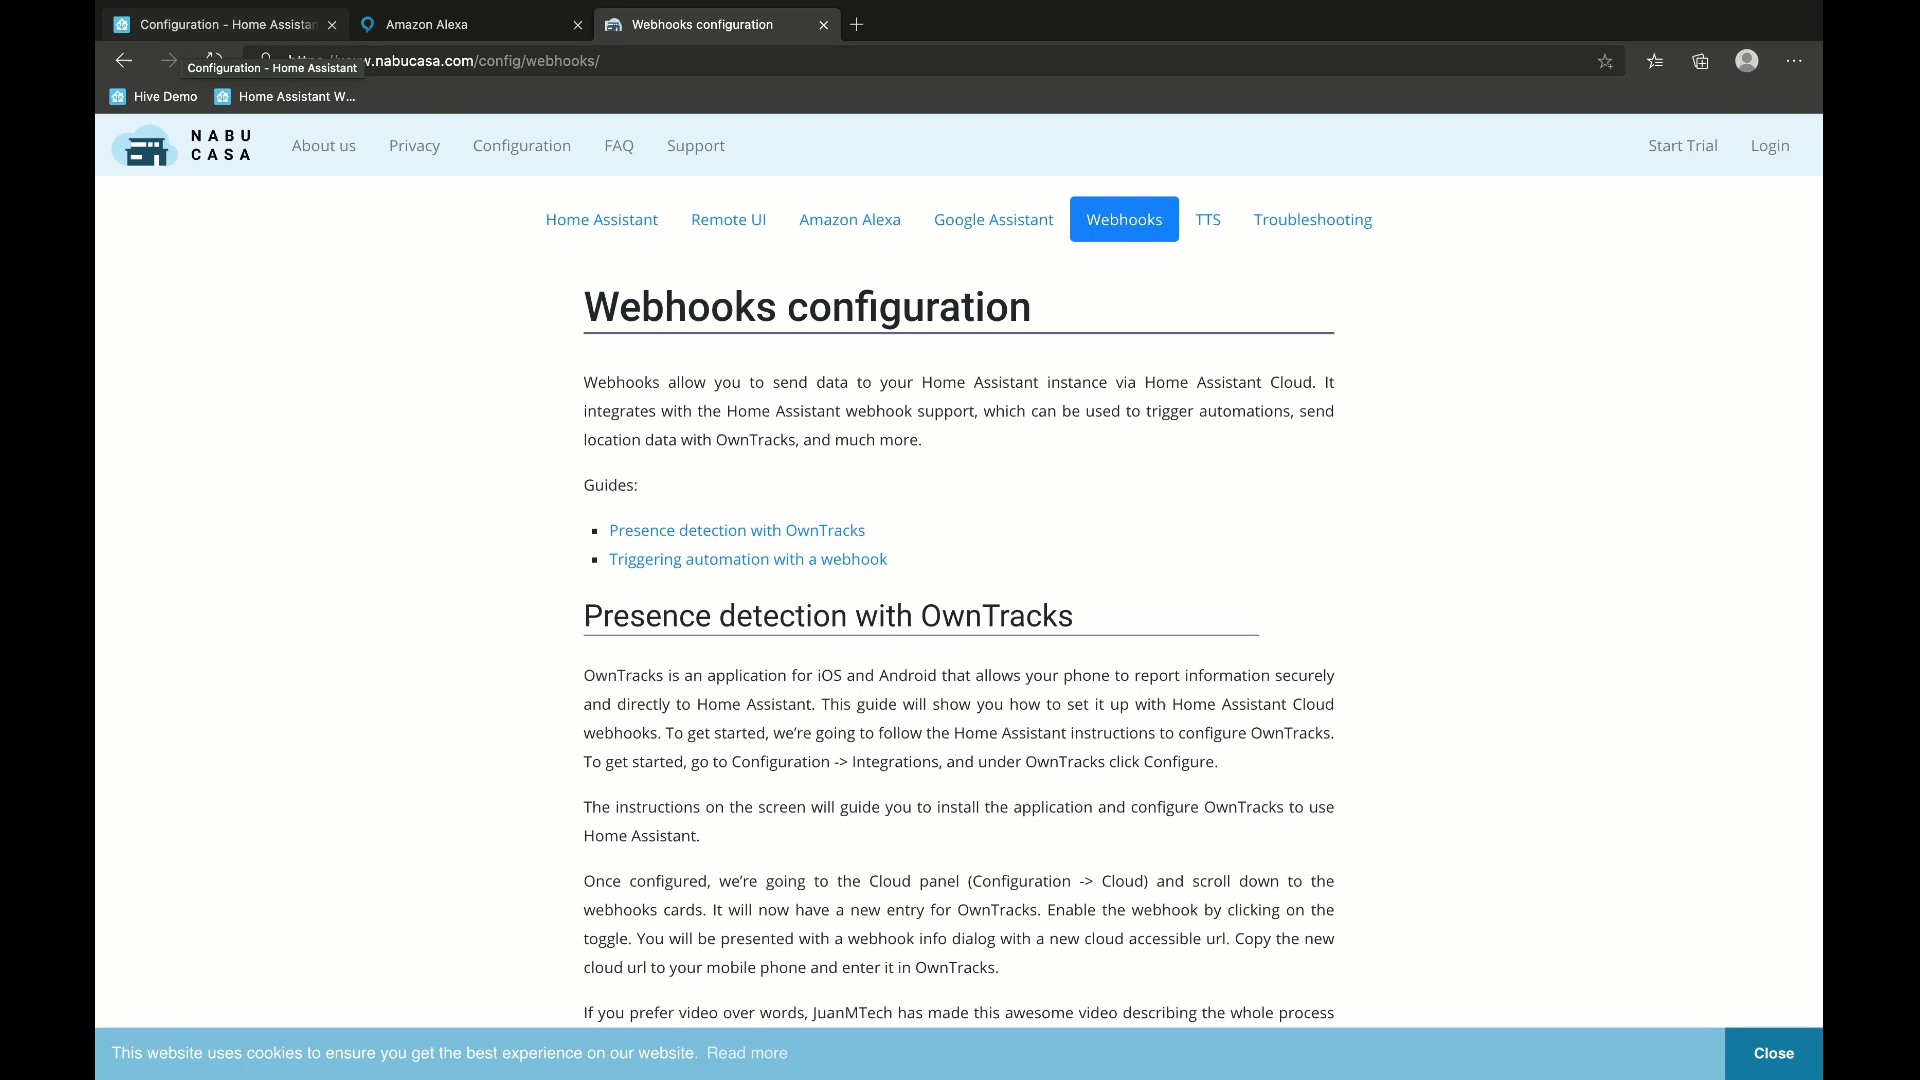 Configuration - Home Assistan
Amazon Alexa
Webhooks configuration
.nabucasa.com/config/webhooks/
Configuration - Home Assistant
Hive Demo
Home Assistant W...
NABU
CASA
About us
Privacy
Configuration
FAQ
Support
Start Trial
Login
Home Assistant
Remote UI
Amazon Alexa
Google Assistant
Webhooks
TTS
Troubleshooting
Webhooks configuration
Webhooks allow you to send data to your Home Assistant instance via Home Assistant Cloud. It
integrates with the Home Assistant webhook support, which can be used to trigger automations, send
location data with OwnTracks, and much more.
Guides:
Presence detection with OwnTracks
Triggering automation with a webhook
Presence detection with OwnTracks
OwnTracks is an application for iOS and Android that allows your phone to report information securely
and directly to Home Assistant. This guide will show you how to set it up with Home Assistant Cloud
webhooks. To get started, we're going to follow the Home Assistant instructions to configure OwnTracks.
To get started, go to Configuration -> Integrations, and under OwnTracks click Configure.
The instructions on the screen will guide you to install the application and configure OwnTracks to use
Home Assistant.
Once configured, we're going to the Cloud panel (Configuration -> Cloud) and scroll down to the
webhooks cards. It will now have a new entry for OwnTracks. Enable the webhook by clicking on the
toggle. You will be presented with a webhook info dialog with a new cloud accessible url. Copy the new
cloud url to your mobile phone and enter it in OwnTracks.
If you prefer video over words, JuanMTech has made this awesome video describing the whole process
This website uses cookies to ensure you get the best experience on our website. Read more
Close